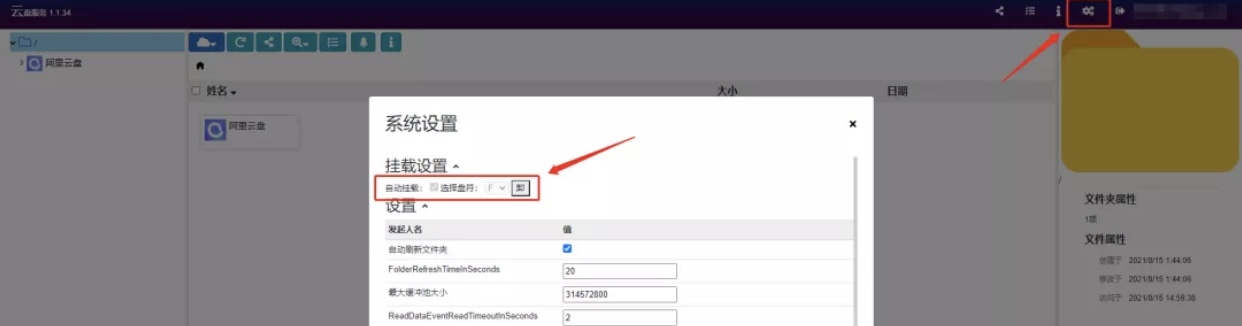 云盘服务 1.1.34
/
阿里云盘
姓名
大小
日期
阿里云盘
系统设置
×
挂载设置
自动挂载: 选择盘符: F 卸
设置
发起人名 值
自动刷新文件夹
FolderRefreshTimeInSeconds 20
最大缓冲池大小 314572800
ReadDataEventReadTimeoutInSeconds 2
/
文件夹属性
1项
文件属性
创建于 2021/8/15 1:44:06
修改于 2021/8/15 1:44:06
访问于 2021/8/15 14:59:38